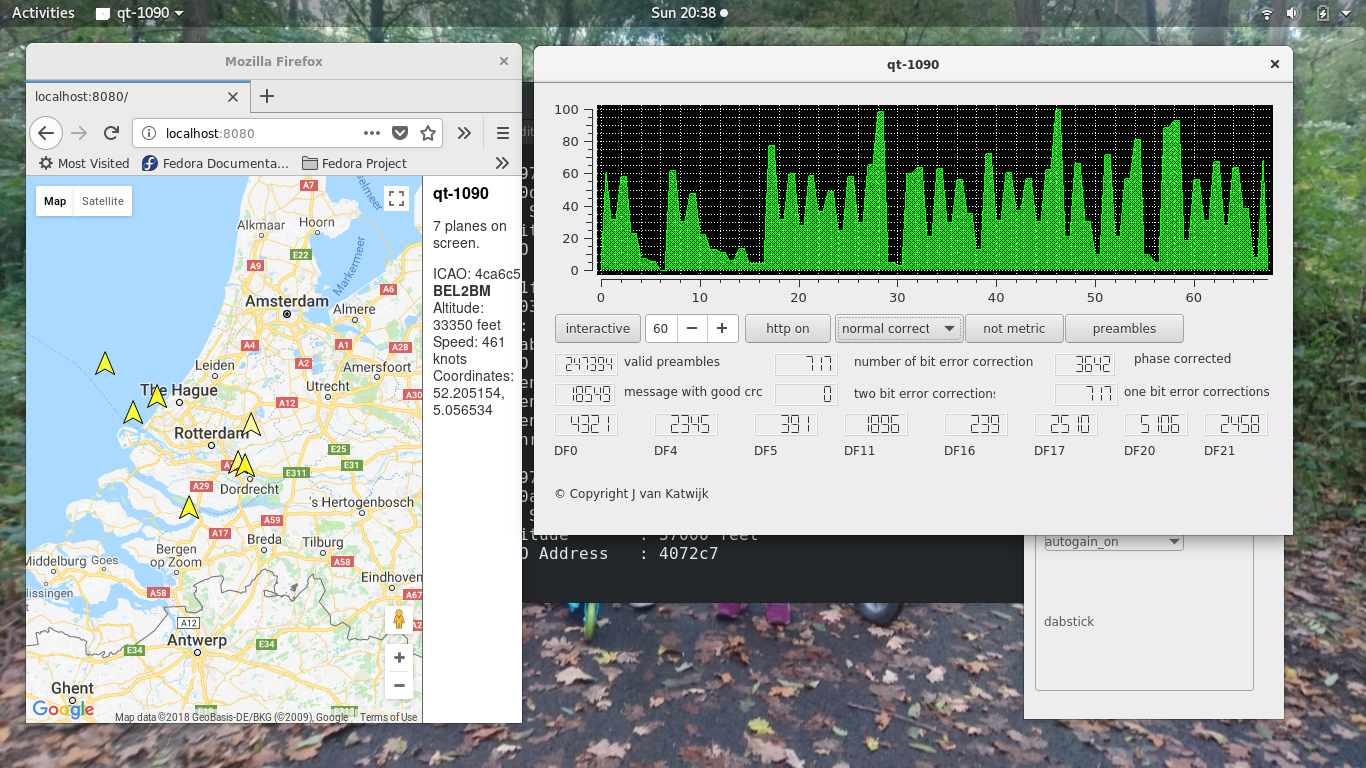 Activities
qt-1090
Sun 20:38
Mozilla Firefox
localhost:8080/
localhost:8080
Most Visited
Fedora Documenta...
Fedora Project
Map
Satellite
A7
Alkmaar
Hoorn
E22
A9
Markermeer
A6
Amsterdam
Almere
A4
A1
A28
Leiden
A2
Amersfoort
The Hague
Utrecht
A12
A30
Rotterdam
E25
E31
E311
Dordrecht
A29
's Hertogenbosch
A59
A17
Breda
Tilburg
Bergen
op Zoom
A58
Middelburg
Goes
lissingen
Eindhoven
A58
A67
A12
Antwerp
E34
E34
Ghent
Google
Map data ©2018 GeoBasis-DE/BKG (©2009), Google
Terms of Use
qt-1090
7 planes on
screen.
ICAO: 4ca6c5
BEL2BM
Altitude:
33350 feet
Speed: 461
knots
Coordinates:
52.205154,
5.056534
qt-1090
100
80
60
40
20
0
0 10 20 30 40 50 60
interactive
60
http on
normal correct
not metric
preambles
247394 valid preambles
717 number of bit error correction
3642 phase corrected
18549 message with good crc
0 two bit error corrections
717 one bit error corrections
4321 2345 391 1896 239 2510 5106 2458
DF0 DF4 DF5 DF11 DF16 DF17 DF20 DF21
© Copyright J van Katwijk
: 37000 feet
O Address : 4072c7
autogain_on
dabstick